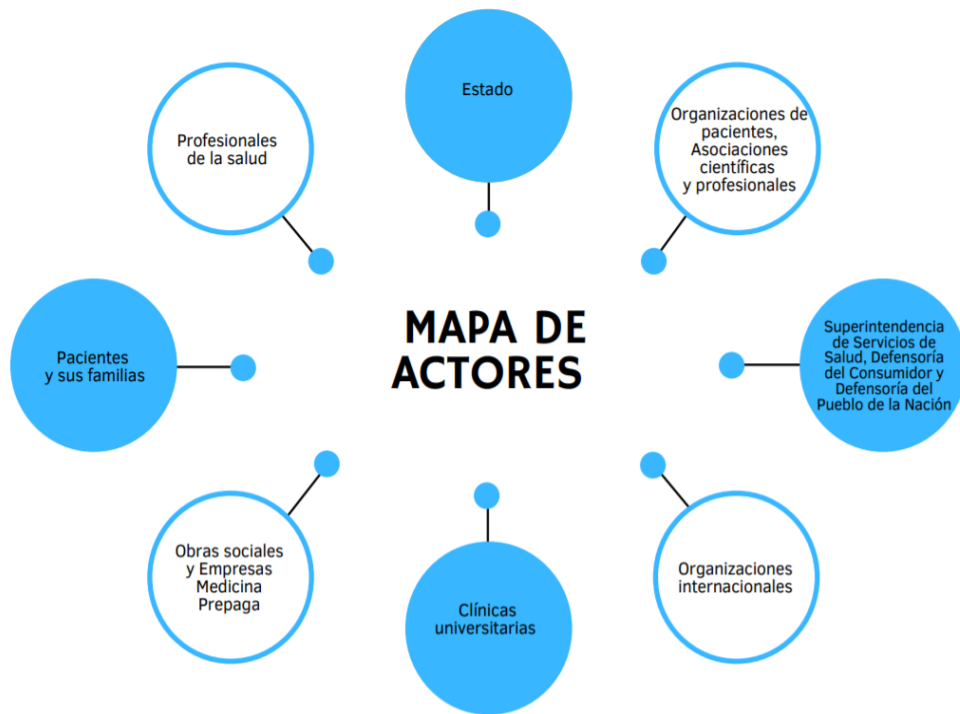 Estado
Profesionales
de la salud
Organizaciones de
pacientes,
Asociaciones
científicas
y profesionales
MAPA DE
ACTORES
Pacientes
y sus familias
Superintendencia
de Servicios de
Salud, Defensoría
del Consumidor y
Defensoría del
Pueblo de la Nación
Obras sociales
y Empresas
Medicina
Prepaga
Clínicas
universitarias
Organizaciones
internacionales